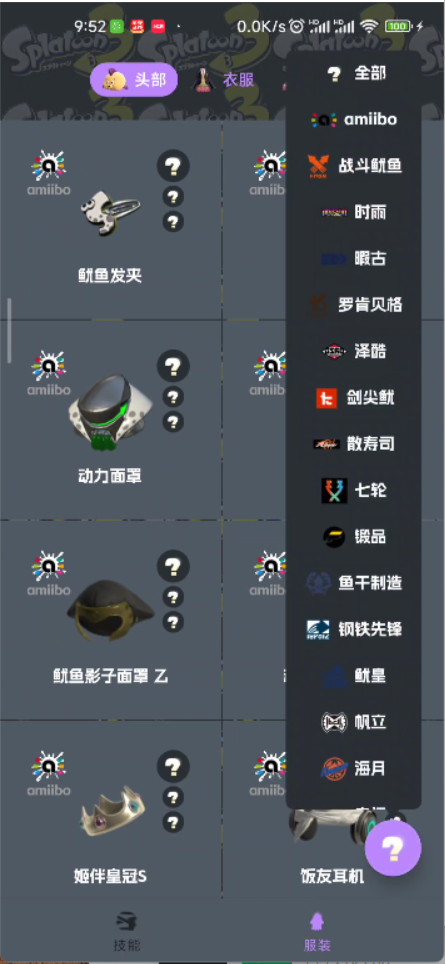 9:52
0.0K/s
100
Splatoon 3
头部
衣服
全部
amiibo
战斗鱿鱼
时雨
暇古
罗肯贝格
泽酷
剑尖鱿
散寿司
七轮
锻品
鱼干制造
钢铁先锋
鱿皇
帆立
海月
amiibo
鱿鱼发夹
amiibo
动力面罩
amiibo
鱿鱼影子面罩 乙
amiibo
姬伴皇冠S
饭友耳机
技能
服装